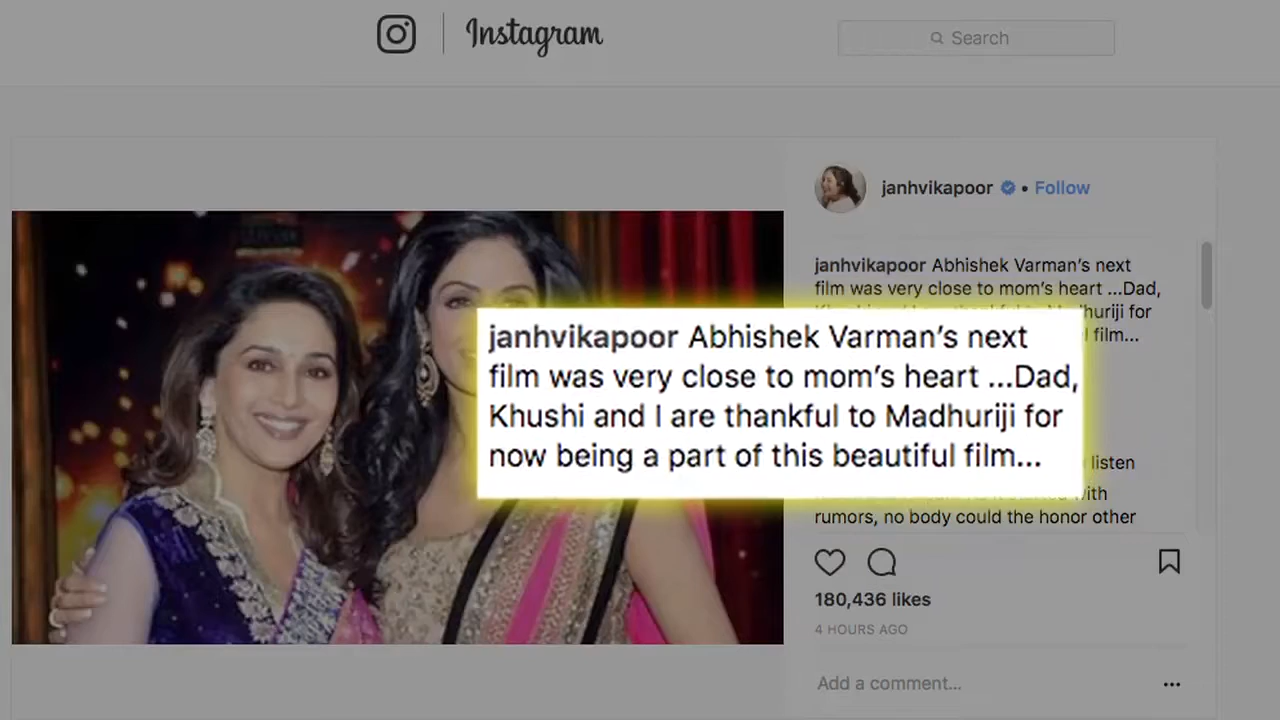 Instagram
Search
janhvikapoor • Follow
janhvikapoor Abhishek Varman's next
film was very close to mom's heart ...Dad,
janhvikapoor Abhishek Varman's next
film was very close to mom's heart ...Dad,
Khushi and I are thankful to Madhuriji for
now being a part of this beautiful film...
listen
with
rumors, no body could the honor other
180,436 likes
4 HOURS AGO
Add a comment...